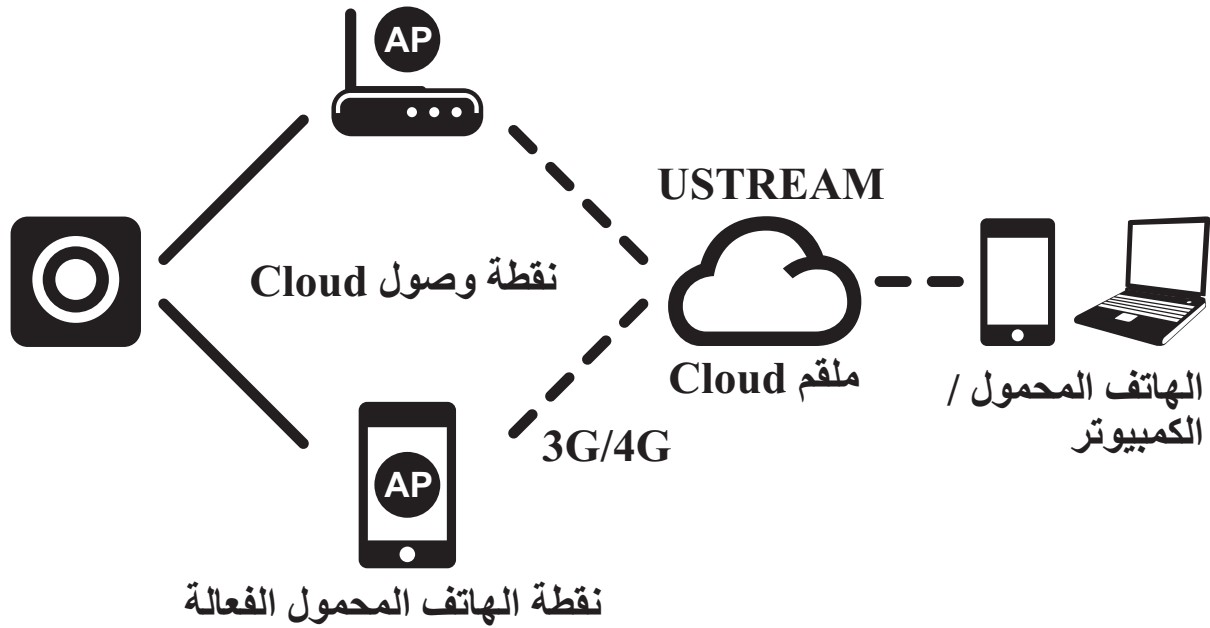 AP
USTREAM
نقطة وصول Cloud
ملقم Cloud
الهاتف المحمول /
الكمبيوتر
3G/4G
AP
نقطة الهاتف المحمول الفعالة